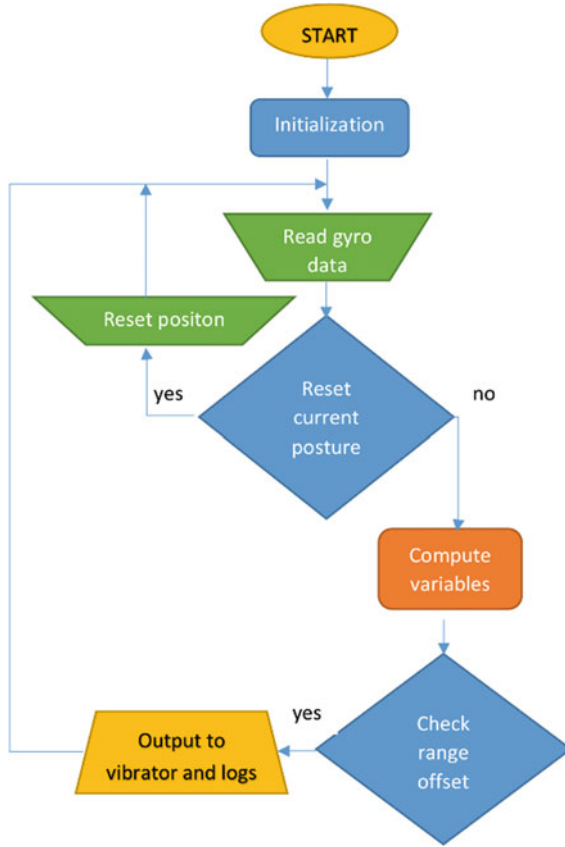 START
Initialization
Read gyro
data
Reset positon
yes
Reset
current
posture
no
Compute
variables
yes
Check
range
offset
Output to
vibrator and logs